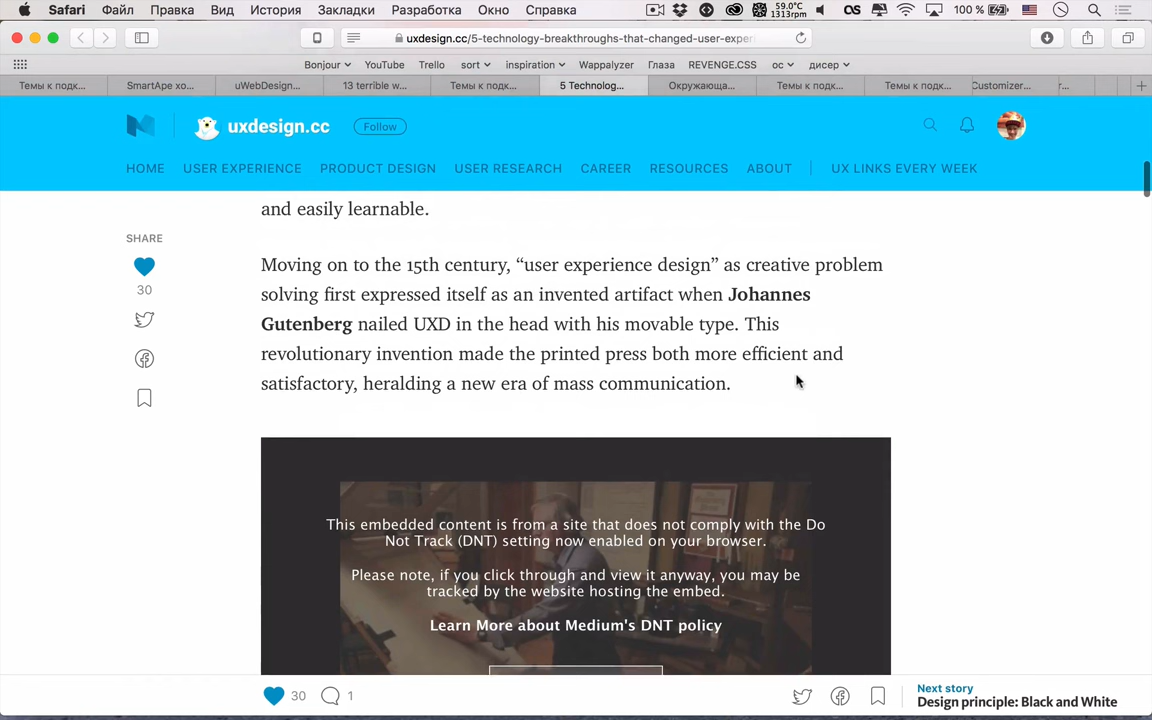 Safari Файл Правка Вид История Закладки Разработка Окно Справка 59.0°C 1313rpm 100 %
uxdesign.cc/5-technology-breakthroughs-that-changed-user-exper
Bonjour YouTube Trello sort inspiration Wappalyzer Глаза REVENGE.CSS ос дисер
Темы к подк... SmartApe хо... uWebDesign... 13 terrible w... Темы к подк... 5 Technolog... Окружающа... Темы к подк... Темы к подк... Customizer... г...
uxdesign.cc Follow
HOME USER EXPERIENCE PRODUCT DESIGN USER RESEARCH CAREER RESOURCES ABOUT UX LINKS EVERY WEEK
and easily learnable.
SHARE
30
Moving on to the 15th century, “user experience design” as creative problem
solving first expressed itself as an invented artifact when Johannes
Gutenberg nailed UXD in the head with his movable type. This
revolutionary invention made the printed press both more efficient and
satisfactory, heralding a new era of mass communication.
This embedded content is from a site that does not comply with the Do
Not Track (DNT) setting now enabled on your browser.
Please note, if you click through and view it anyway, you may be
tracked by the website hosting the embed.
Learn More about Medium's DNT policy
30 1
Next story
Design principle: Black and White